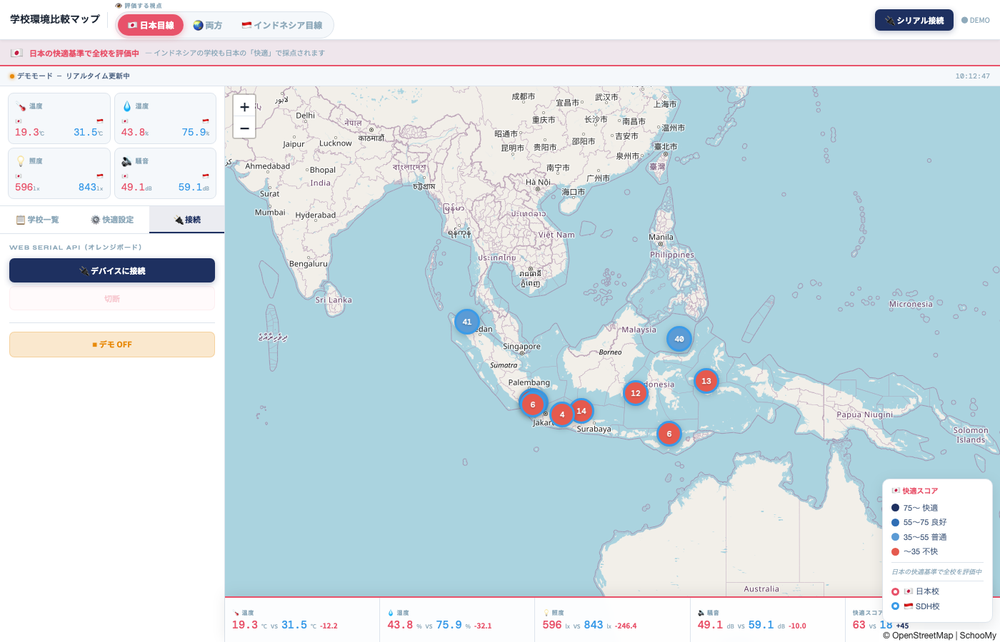 学校環境比較マップ
評価する視点
日本目線
両方
インドネシア目線
シリアル接続
DEMO
日本の快適基準で全校を評価中 — インドネシアの学校も日本の「快適」で採点されます
デモモード － リアルタイム更新中
10:12:47
温度
19.3℃ 31.5℃
湿度
43.8% 75.9%
照度
596lx 843lx
騒音
49.1dB 59.1dB
学校一覧
快適設定
接続
WEB SERIAL API（オレンジボード）
デバイスに接続
切断
■ デモ OFF
+
−
لاہور
Delhi
नेपाल
काठमाडौं
Jaipur
Lucknow
Ahmedabad
Bhopal
India
বাংলাদেশ
চট্টগ্রাম
Surat
Mumbai
Hyderabad
Bengaluru
Sri Lanka
ދިވެހިރާއްޖެ
成都市
宜昌市
武汉市
上海市
重庆市
长沙市
南昌市
温州市
昭通市
邵阳市
吉安市
昆明市
贵阳市
泉州市
臺北市
臺灣
南宁市
广州市
Hà Nội
海口市
မြန်မာ
ရန်ကုန်
ປະເທດລາວ
Việt Nam
ประเทศไทย
រាជធានី
ភ្នំពេញ
Manila
Philippines
Micronesia
41
edan
Malaysia
40
Singapore
Borneo
Sumatra
Palembang
13
12
donesia
6
4
14
Jakar
Surabaya
6
Papua Niugini
Solomon
Islands
Australia
快適スコア
75〜 快適
55〜75 良好
35〜55 普通
〜35 不快
日本の快適基準で全校を評価中
日本校
SDH校
温度
19.3 ℃ VS 31.5 ℃ -12.2
湿度
43.8 % VS 75.9 % -32.1
照度
596 lx VS 843 lx -246.4
騒音
49.1 dB VS 59.1 dB -10.0
快適スコア
63 VS 18 +45
© OpenStreetMap | SchooMy